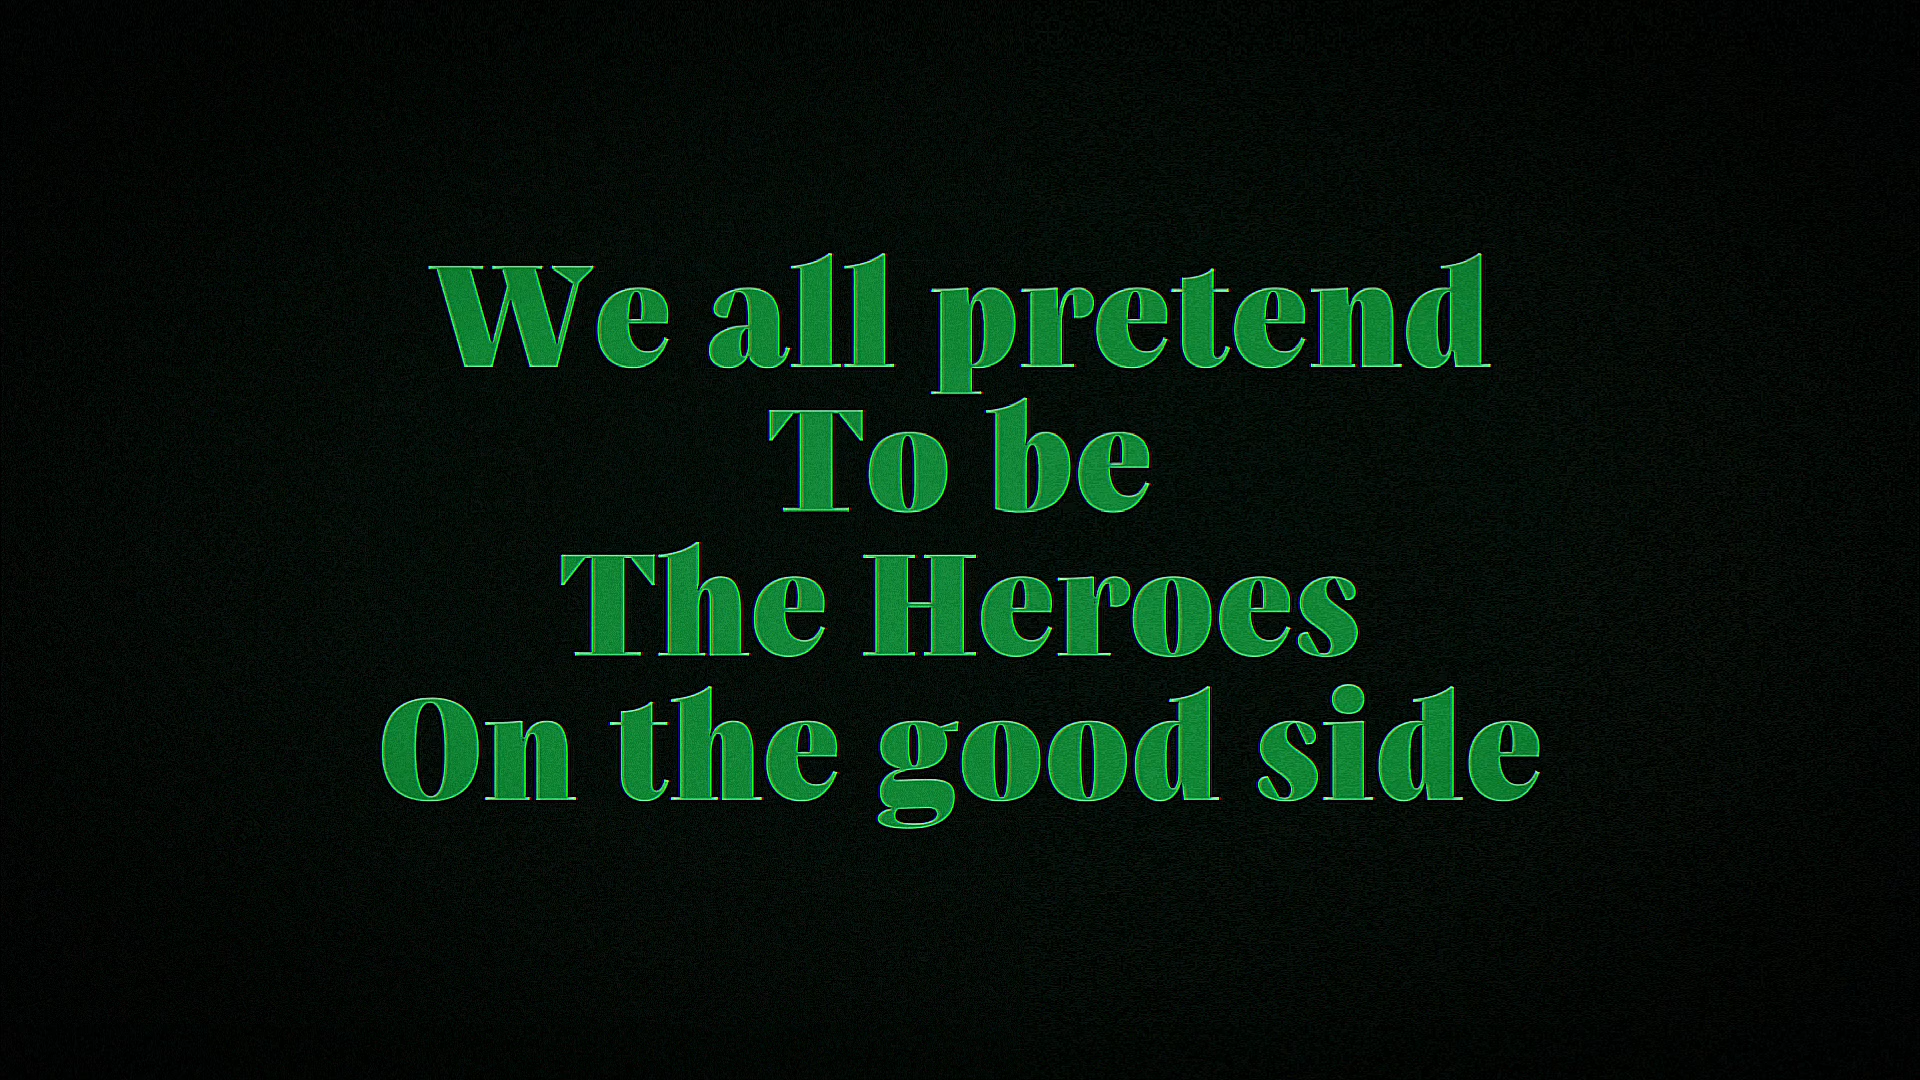 We all pretend
To be
The Heroes
On the good side